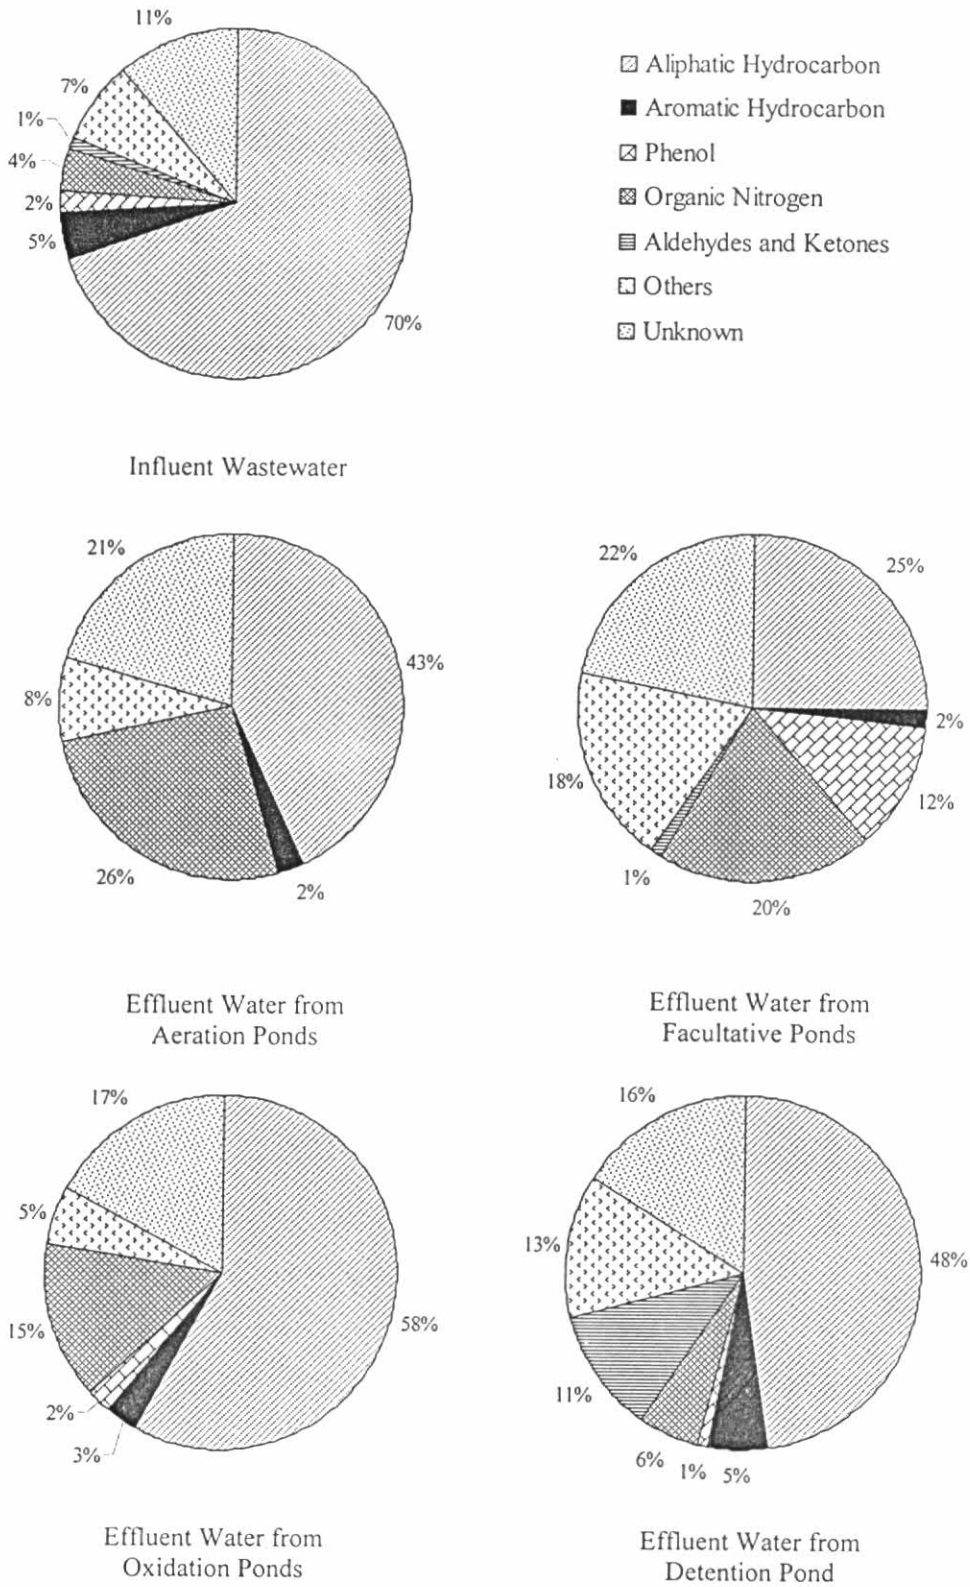 11%
7%
1%
4%
2%
5%
70%
Aliphatic Hydrocarbon
Aromatic Hydrocarbon
Phenol
Organic Nitrogen
Aldehydes and Ketones
Others
Unknown
Influent Wastewater
21%
43%
8%
26%
2%
Effluent Water from
Aeration Ponds
22%
25%
2%
18%
12%
1%
20%
Effluent Water from
Facultative Ponds
17%
5%
58%
15%
2%
3%
Effluent Water from
Oxidation Ponds
16%
48%
13%
11%
6%
1%
5%
Effluent Water from
Detention Pond